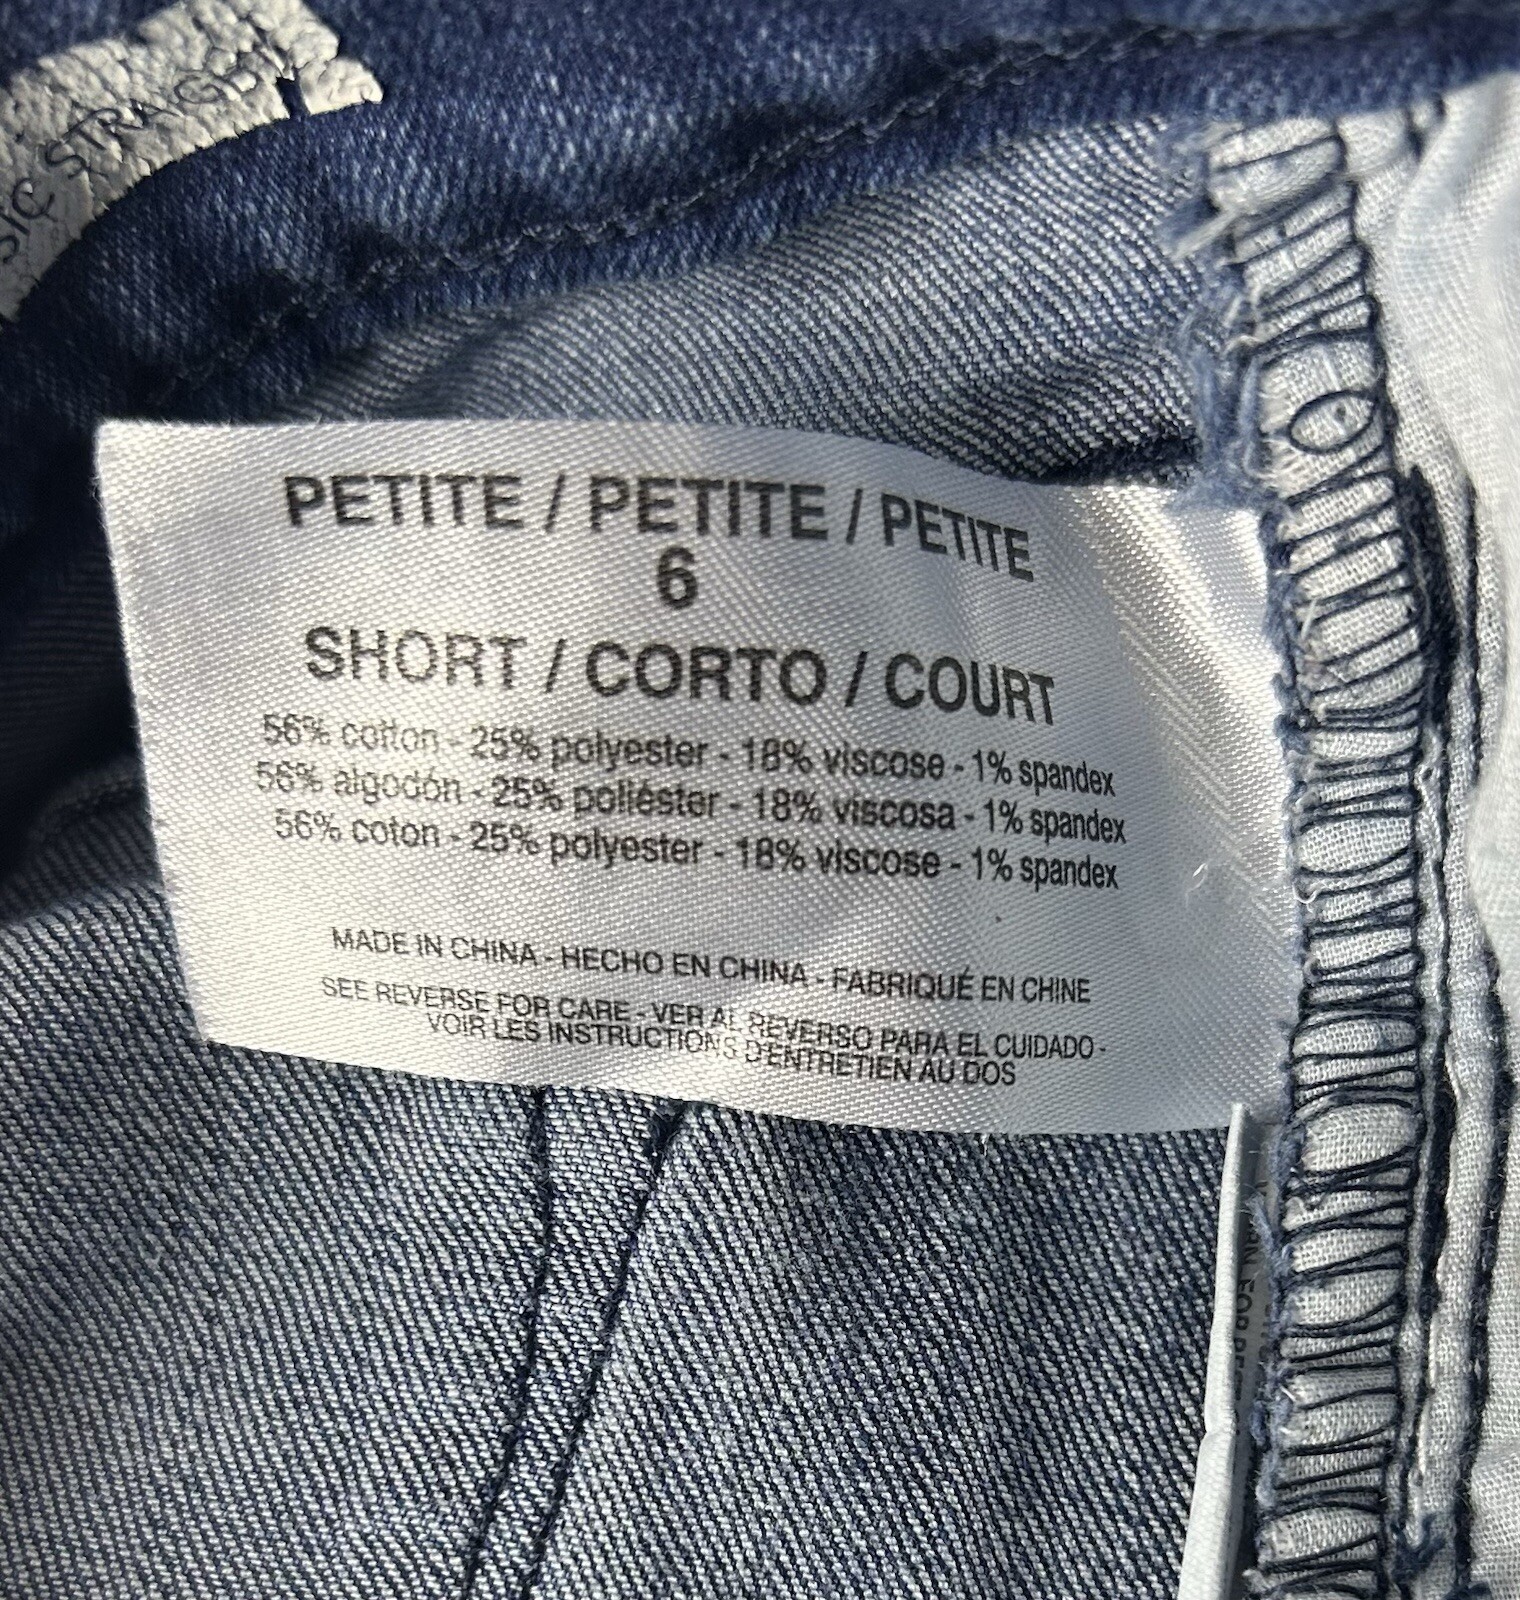 SIC STRAIGHT
PETITE / PETITE / PETITE
6
SHORT / CORTO / COURT
56% cotton - 25% polyester - 18% viscose - 1% spandex
56% algodón - 25% poliéster - 18% viscosa - 1% spandex
56% coton - 25% polyester - 18% viscose - 1% spandex
MADE IN CHINA - HECHO EN CHINA - FABRIQUÉ EN CHINE
SEE REVERSE FOR CARE - VER AL REVERSO PARA EL CUIDADO -
VOIR LES INSTRUCTIONS D'ENTRETIEN AU DOS